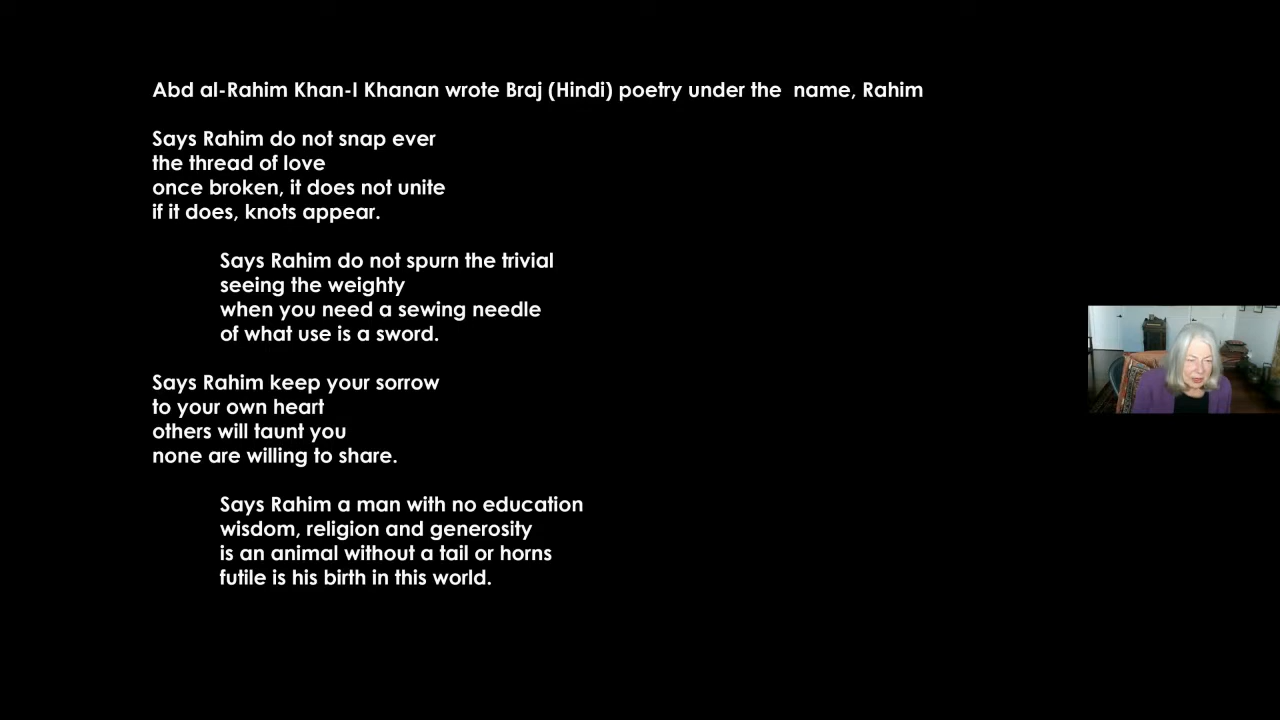 Abd al-Rahim Khan-I Khanan wrote Braj (Hindi) poetry under the  name, Rahim
Says Rahim do not snap ever
the thread of love
once broken, it does not unite
if it does, knots appear.
Says Rahim do not spurn the trivial
seeing the weighty
when you need a sewing needle
of what use is a sword.
Says Rahim keep your sorrow
to your own heart
others will taunt you
none are willing to share.
Says Rahim a man with no education
wisdom, religion and generosity
is an animal without a tail or horns
futile is his birth in this world.